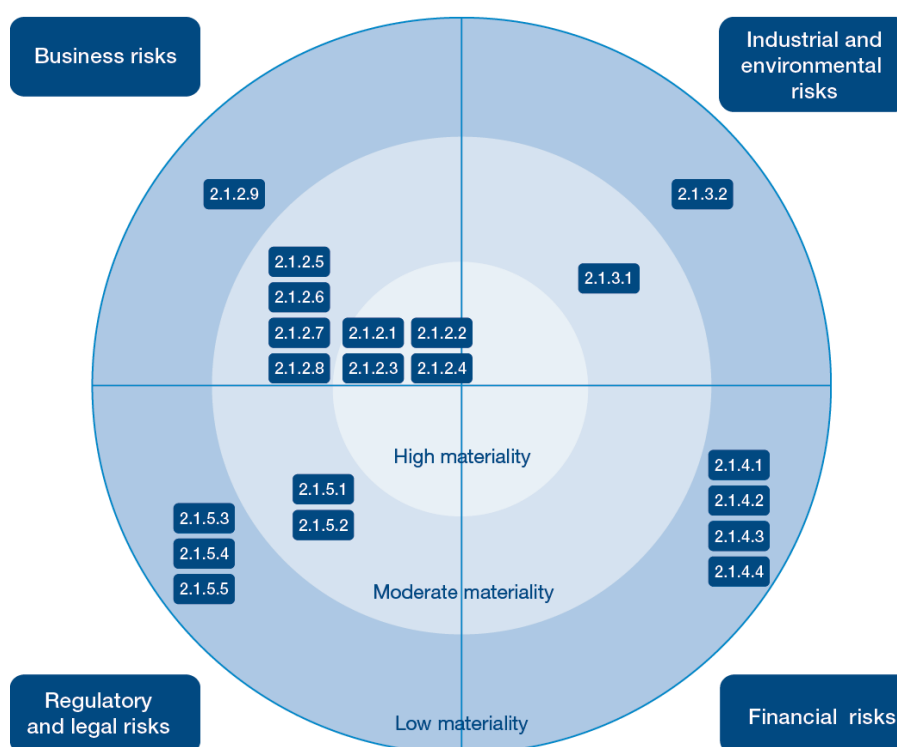 Business risks
Industrial and
environmental
risks
2.1.2.9
2.1.3.2
2.1.2.5
2.1.2.6
2.1.2.7
2.1.2.8
2.1.2.1
2.1.2.2
2.1.2.3
2.1.2.4
2.1.3.1
High materiality
2.1.5.1
2.1.5.2
2.1.5.3
2.1.5.4
2.1.5.5
2.1.4.1
2.1.4.2
2.1.4.3
2.1.4.4
Moderate materiality
Regulatory
and legal risks
Low materiality
Financial risks